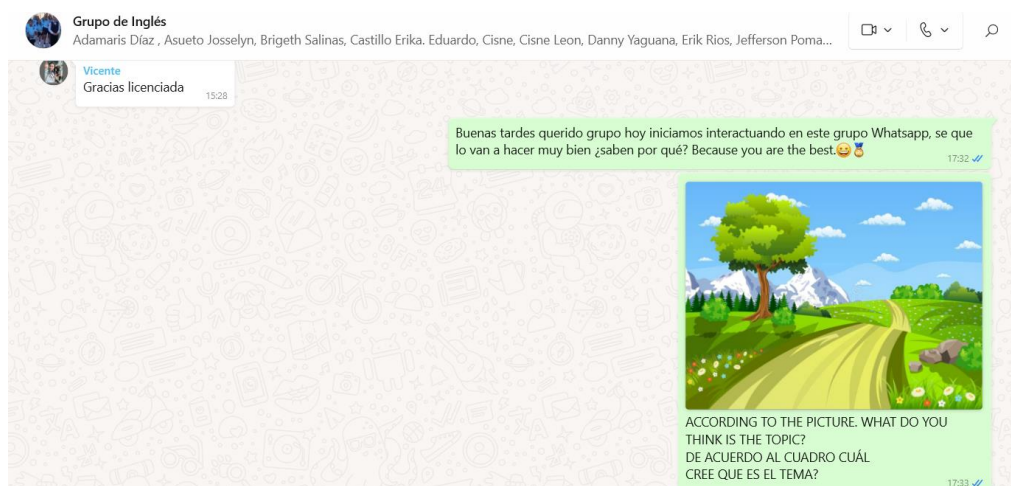 Grupo de Inglés
Adamaris Díaz , Asueto Josselyn, Brigeth Salinas, Castillo Erika. Eduardo, Cisne, Cisne Leon, Danny Yaguana, Erik Rios, Jefferson Poma...
Vicente
Gracias licenciada
15:28
Buenas tardes querido grupo hoy iniciamos interactuando en este grupo Whatsapp, se que
lo van a hacer muy bien ¿saben por qué? Because you are the best.😆🏅
17:32
ACCORDING TO THE PICTURE. WHAT DO YOU
THINK IS THE TOPIC?
DE ACUERDO AL CUADRO CUÁL
CREE QUE ES EL TEMA?
17:33